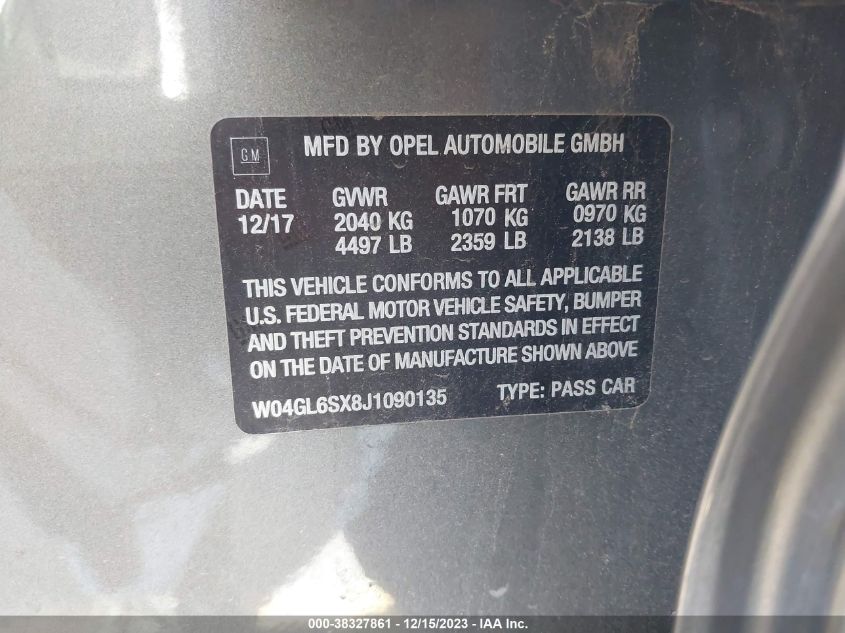 GM
MFD BY OPEL AUTOMOBILE GMBH
DATE GVWR GAWR FRT GAWR RR
12/17 2040 KG 1070 KG 0970 KG
4497 LB 2359 LB 2138 LB
THIS VEHICLE CONFORMS TO ALL APPLICABLE
U.S. FEDERAL MOTOR VEHICLE SAFETY, BUMPER
AND THEFT PREVENTION STANDARDS IN EFFECT
ON THE DATE OF MANUFACTURE SHOWN ABOVE
W04GL6SX8J1090135 TYPE: PASS CAR
000-38327861 - 12/15/2023 - IAAI Inc.